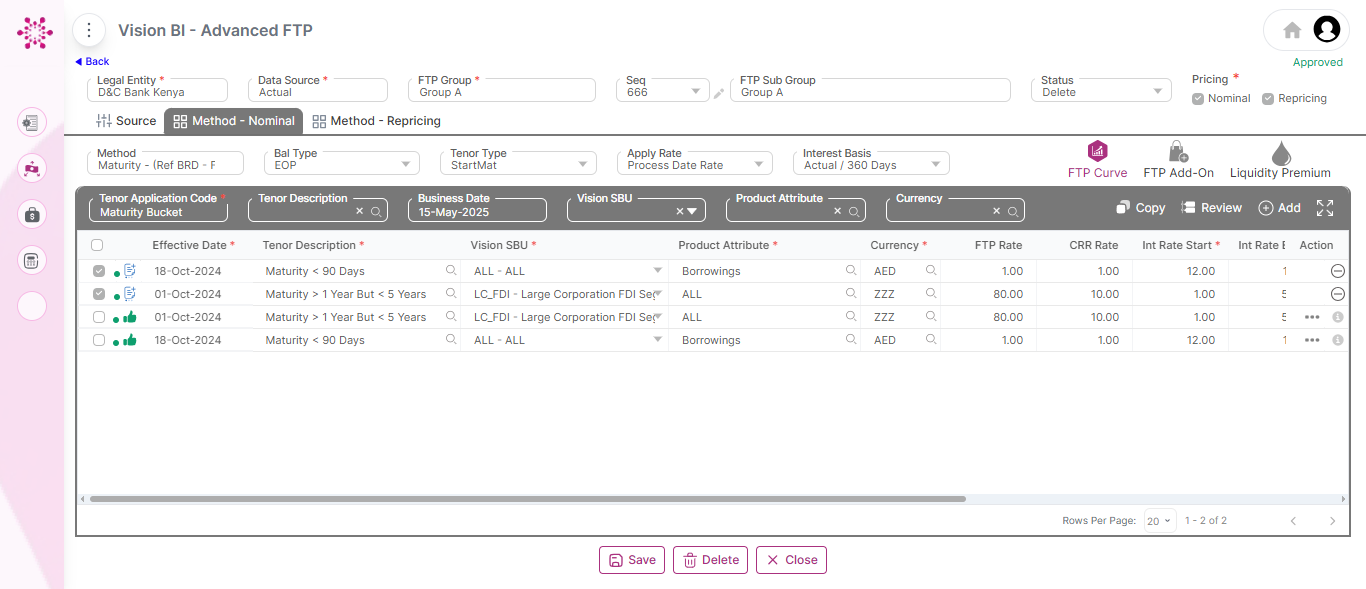 Vision BI - Advanced FTP
Back
Approved
Legal Entity *
D&C Bank Kenya
Data Source *
Actual
FTP Group *
Group A
Seq
666
FTP Sub Group
Group A
Status
Delete
Pricing *
Nominal
Repricing
Source
Method - Nominal
Method - Repricing
Method
Maturity - (Ref BRD - F
Bal Type
EOP
Tenor Type
StartMat
Apply Rate
Process Date Rate
Interest Basis
Actual / 360 Days
FTP Curve
FTP Add-On
Liquidity Premium
Tenor Application Code *
Maturity Bucket
Tenor Description
Business Date
15-May-2025
Vision SBU
Product Attribute
Currency
Copy
Review
Add
Effective Date * Tenor Description * Vision SBU * Product Attribute * Currency * FTP Rate CRR Rate Int Rate Start * Int Rate E Action
18-Oct-2024 Maturity < 90 Days ALL - ALL Borrowings AED 1.00 1.00 12.00 1
01-Oct-2024 Maturity > 1 Year But < 5 Years LC_FDI - Large Corporation FDI Seg ALL ZZZ 80.00 10.00 1.00 5
01-Oct-2024 Maturity > 1 Year But < 5 Years LC_FDI - Large Corporation FDI Seg ALL ZZZ 80.00 10.00 1.00 5
18-Oct-2024 Maturity < 90 Days ALL - ALL Borrowings AED 1.00 1.00 12.00 1
Rows Per Page: 20 1 - 2 of 2
Save
Delete
Close